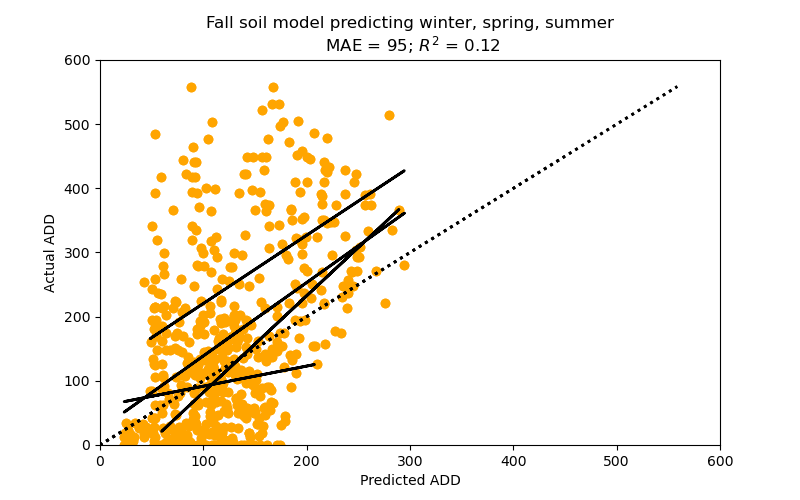 Fall soil model predicting winter, spring, summer
MAE = 95; R² = 0.12
600
500
400
300
200
100
0
Actual ADD
0 100 200 300 400 500 600
Predicted ADD